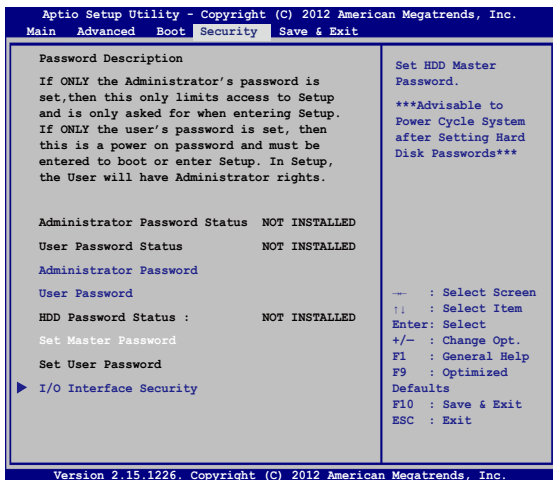 Aptio Setup Utility - Copyright (C) 2012 American Megatrends, Inc.
Main Advanced Boot Security Save & Exit
Password Description
If ONLY the Administrator's password is
set,then this only limits access to Setup
and is only asked for when entering Setup.
If ONLY the user's password is set, then
this is a power on password and must be
entered to boot or enter Setup. In Setup,
the User will have Administrator rights.
Administrator Password Status NOT INSTALLED
User Password Status NOT INSTALLED
Administrator Password
User Password
HDD Password Status : NOT INSTALLED
Set Master Password
Set User Password
I/O Interface Security
Set HDD Master
Password.
***Advisable to
Power Cycle System
after Setting Hard
Disk Passwords***
→← : Select Screen
↑↓ : Select Item
Enter: Select
+/— : Change Opt.
F1 : General Help
F9 : Optimized
Defaults
F10 : Save & Exit
ESC : Exit
Version 2.15.1226. Copyright (C) 2012 American Megatrends, Inc.